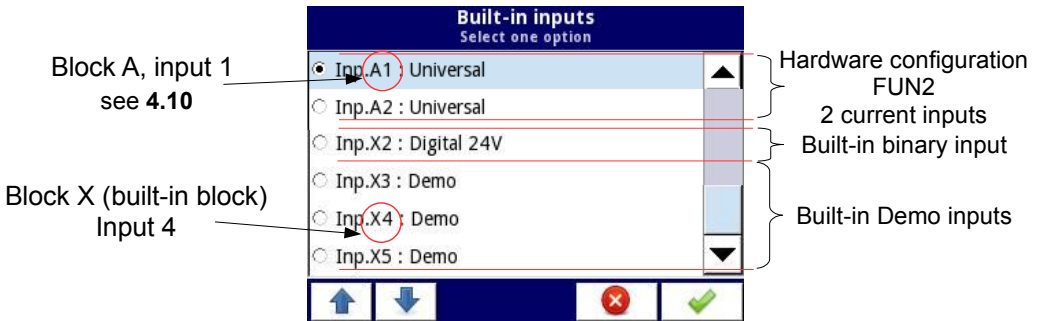 Built-in inputs
Select one option
Block A, input 1
see 4.10
Block X (built-in block)
Input 4
Inp.A1 : Universal
Inp.A2 : Universal
Inp.X2 : Digital 24V
Inp.X3 : Demo
Inp.X4 : Demo
Inp.X5 : Demo
Hardware configuration
FUN2
2 current inputs
Built-in binary input
Built-in Demo inputs